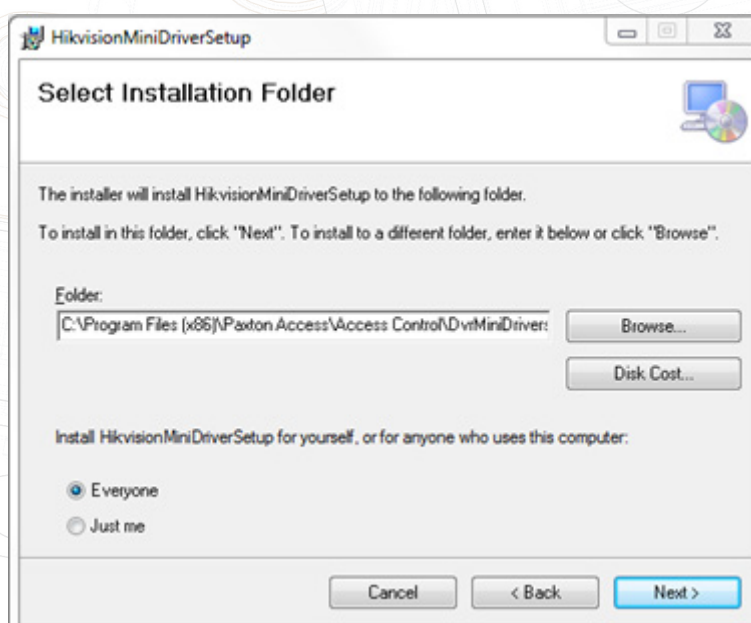 HikvisionMiniDriverSetup
Select Installation Folder
The installer will install HikvisionMiniDriverSetup to the following folder.
To install in this folder, click "Next". To install to a different folder, enter it below or click "Browse".
Folder:
C:\Program Files (x86)\Paxton Access\Access Control\DvrMiniDrivers
Browse...
Disk Cost...
Install HikvisionMiniDriverSetup for yourself, or for anyone who uses this computer:
Everyone
Just me
Cancel
< Back
Next >